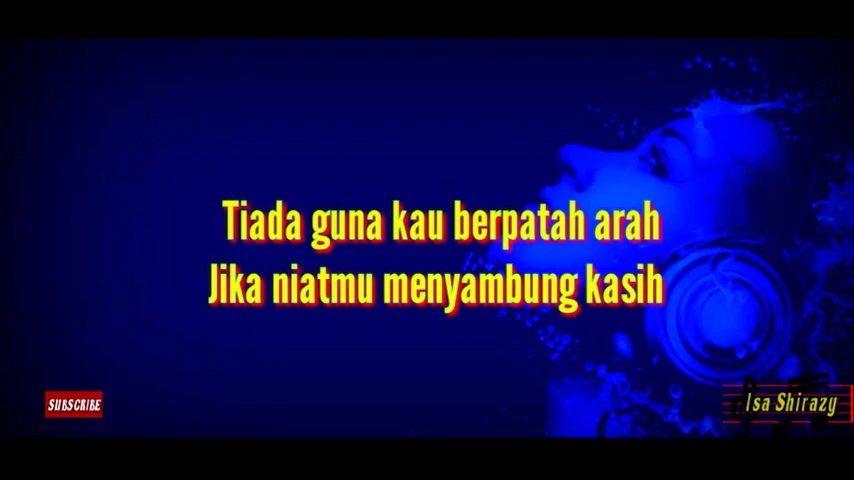 Tiada guna kau berpatah arah
Jika niatmu menyambung kasih
SUBSCRIBE
Isa Shirazy